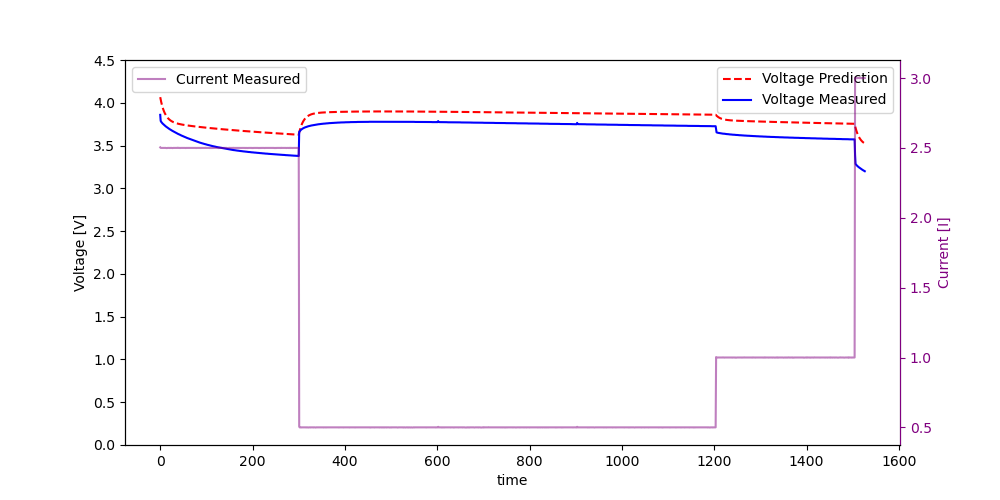 Current Measured
Voltage Prediction
Voltage Measured
4.5
4.0
3.5
3.0
2.5
2.0
1.5
1.0
0.5
0.0
Voltage [V]
3.0
2.5
2.0
1.5
1.0
0.5
Current [I]
0 200 400 600 800 1000 1200 1400 1600
time